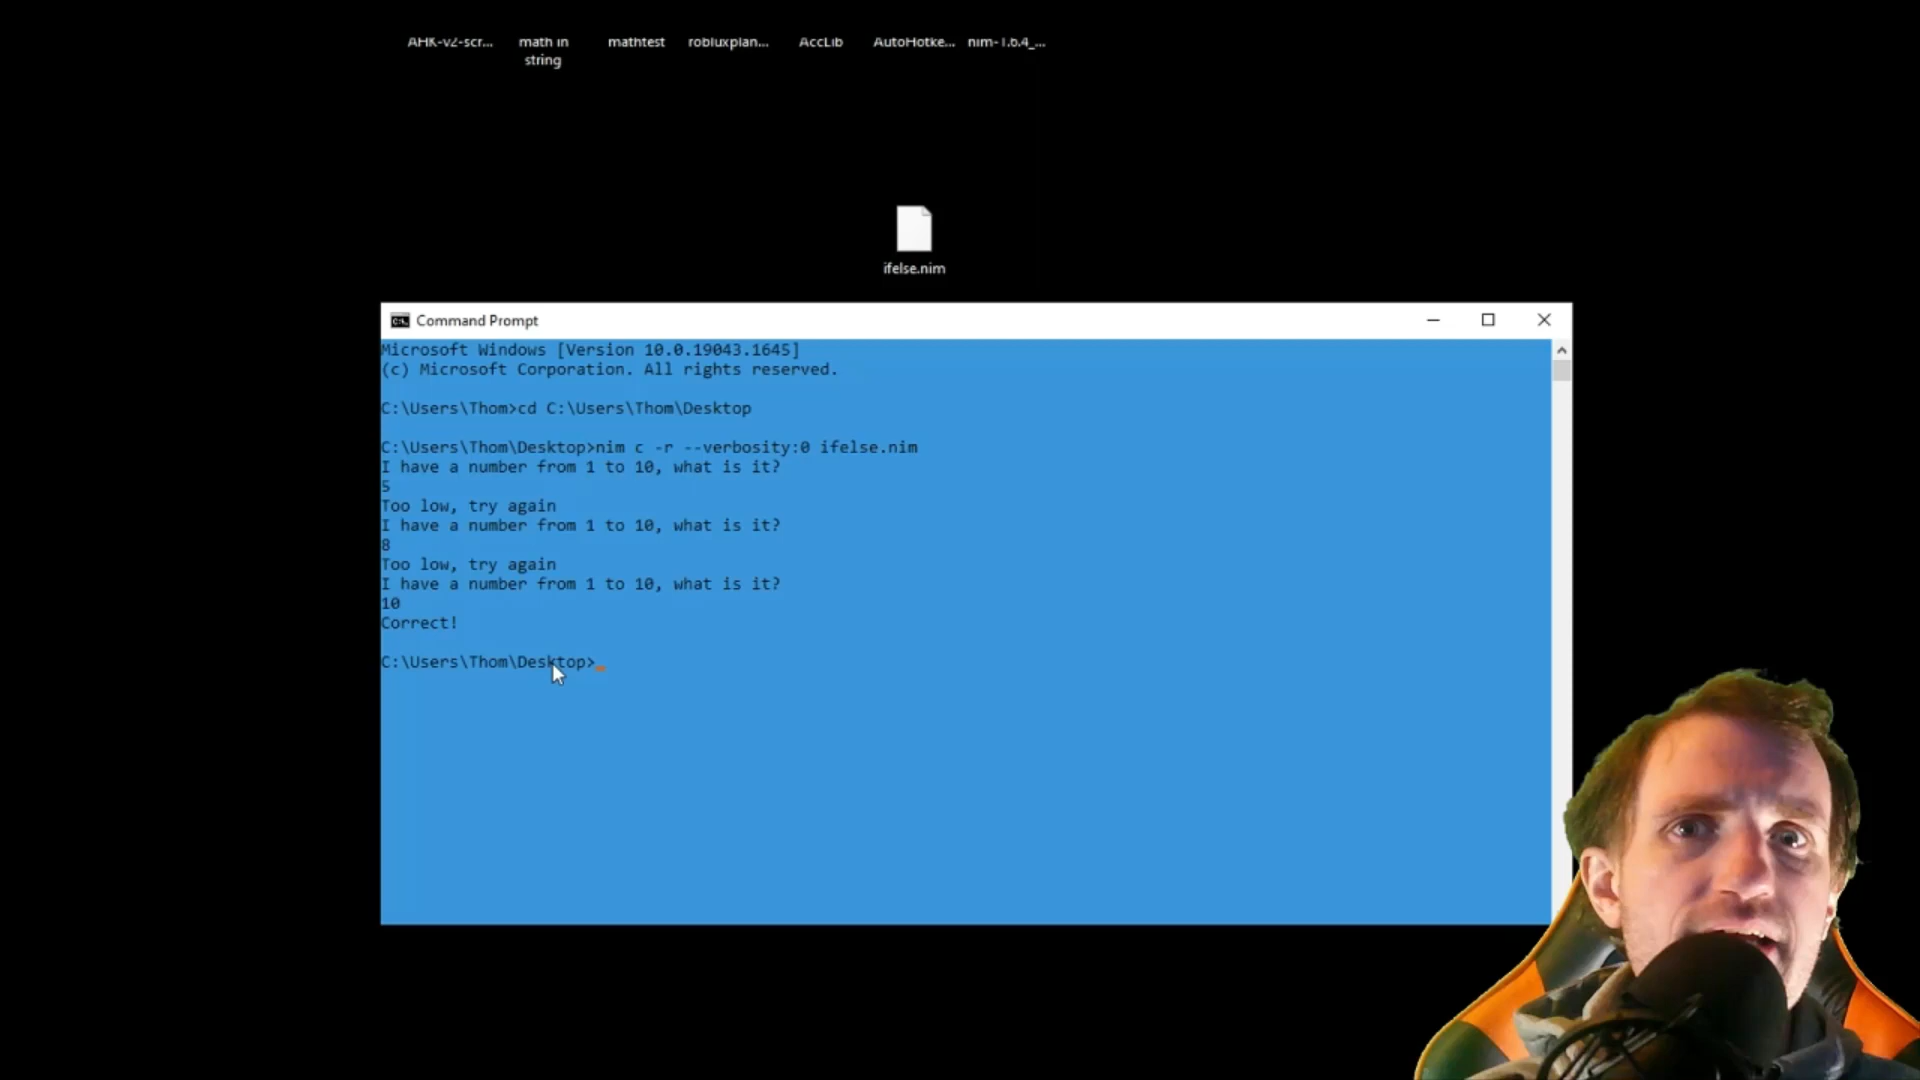 AHK-v2-scr...
math in
string
mathtest
robluxplan...
AccLib
AutoHotke...
nim-1.6.4_...
ifelse.nim
Command Prompt
Microsoft Windows [Version 10.0.19043.1645]
(c) Microsoft Corporation. All rights reserved.
C:\Users\Thom>cd C:\Users\Thom\Desktop
C:\Users\Thom\Desktop>nim c -r --verbosity:0 ifelse.nim
I have a number from 1 to 10, what is it?
5
Too low, try again
I have a number from 1 to 10, what is it?
8
Too low, try again
I have a number from 1 to 10, what is it?
10
Correct!
C:\Users\Thom\Desktop>